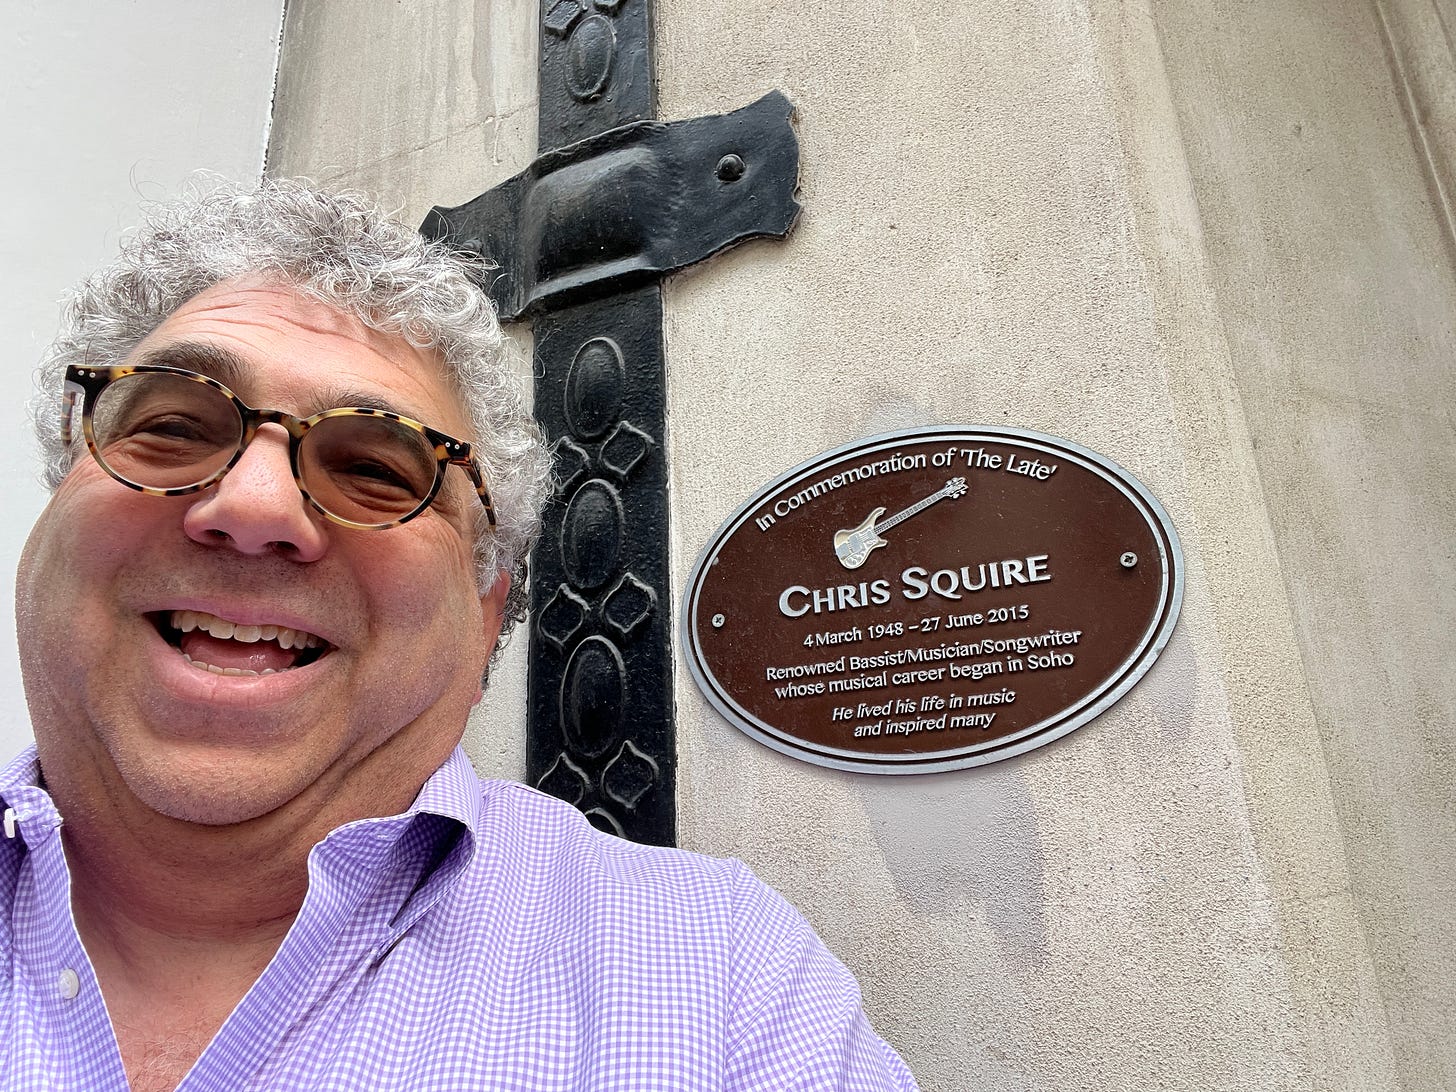 In Commemoration of 'The Late'
CHRIS SQUIRE
4 March 1948 – 27 June 2015
Renowned Bassist/Musician/Songwriter
whose musical career began in Soho
He lived his life in music
and inspired many